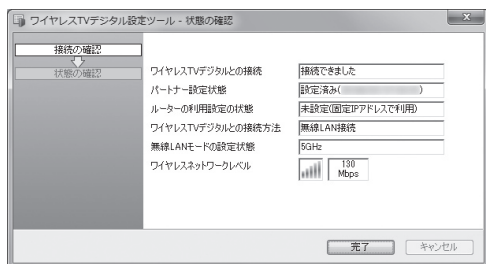 ワイヤレスTVデジタル設定ツール - 状態の確認
接続の確認
状態の確認
ワイヤレスTVデジタルとの接続 接続できました
パートナー設定状態 設定済み( )
ルーターの利用設定の状態 未設定(固定IPアドレスで利用)
ワイヤレスTVデジタルとの接続方法 無線LAN接続
無線LANモードの設定状態 5GHz
ワイヤレスネットワークレベル 130 Mbps
完了 キャンセル